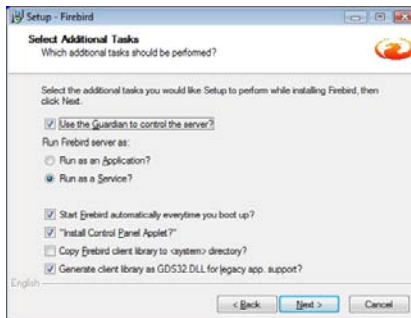 Setup - Firebird
Select Additional Tasks
Which additional tasks should be performed?
Select the additional tasks you would like Setup to perform while installing Firebird, then
click Next.
Use the Guardian to control the server?
Run Firebird server as:
Run as an Application?
Run as a Service?
Start Firebird automatically everytime you boot up?
"Install Control Panel Applet?"
Copy Firebird client library to <system> directory?
Generate client library as GDS32.DLL for legacy app. support?
English
< Back Next > Cancel